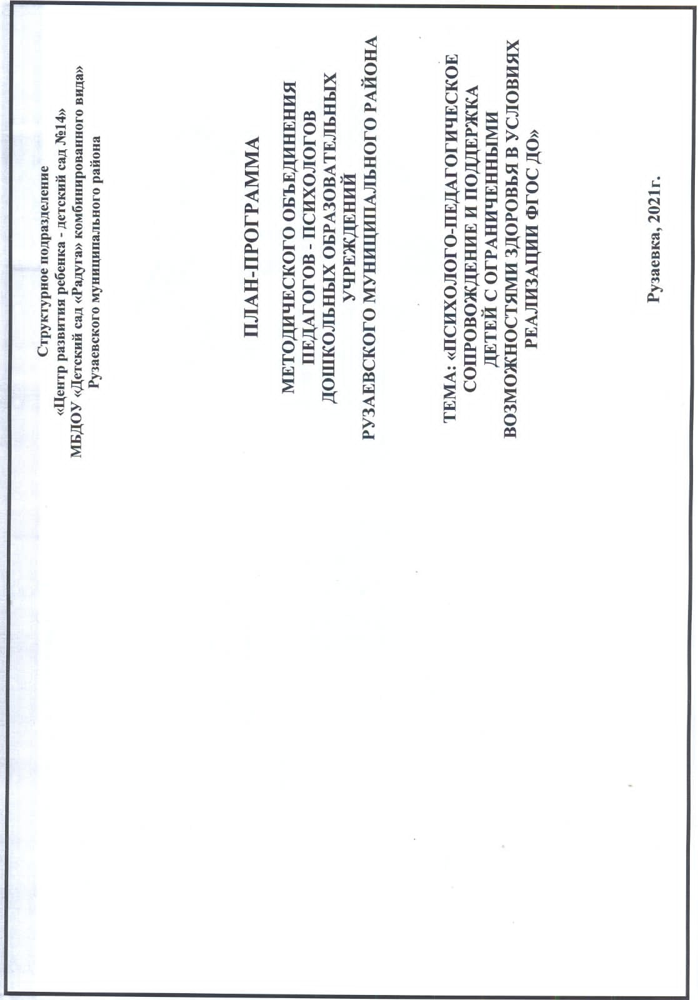 Структурное подразделение
«Центр развития ребенка - детский сад №14»
МБДОУ «Детский сад «Радуга» комбинированного вида»
Рузаевского муниципального района
ПЛАН-ПРОГРАММА
МЕТОДИЧЕСКОГО ОБЪЕДИНЕНИЯ
ПЕДАГОГОВ - ПСИХОЛОГОВ
ДОШКОЛЬНЫХ ОБРАЗОВАТЕЛЬНЫХ
УЧРЕЖДЕНИЙ
РУЗАЕВСКОГО МУНИЦИПАЛЬНОГО РАЙОНА
ТЕМА: «ПСИХОЛОГО-ПЕДАГОГИЧЕСКОЕ
СОПРОВОЖДЕНИЕ И ПОДДЕРЖКА
ДЕТЕЙ С ОГРАНИЧЕННЫМИ
ВОЗМОЖНОСТЯМИ ЗДОРОВЬЯ В УСЛОВИЯХ
РЕАЛИЗАЦИИ ФГОС ДО»
Рузаевка, 2021г.